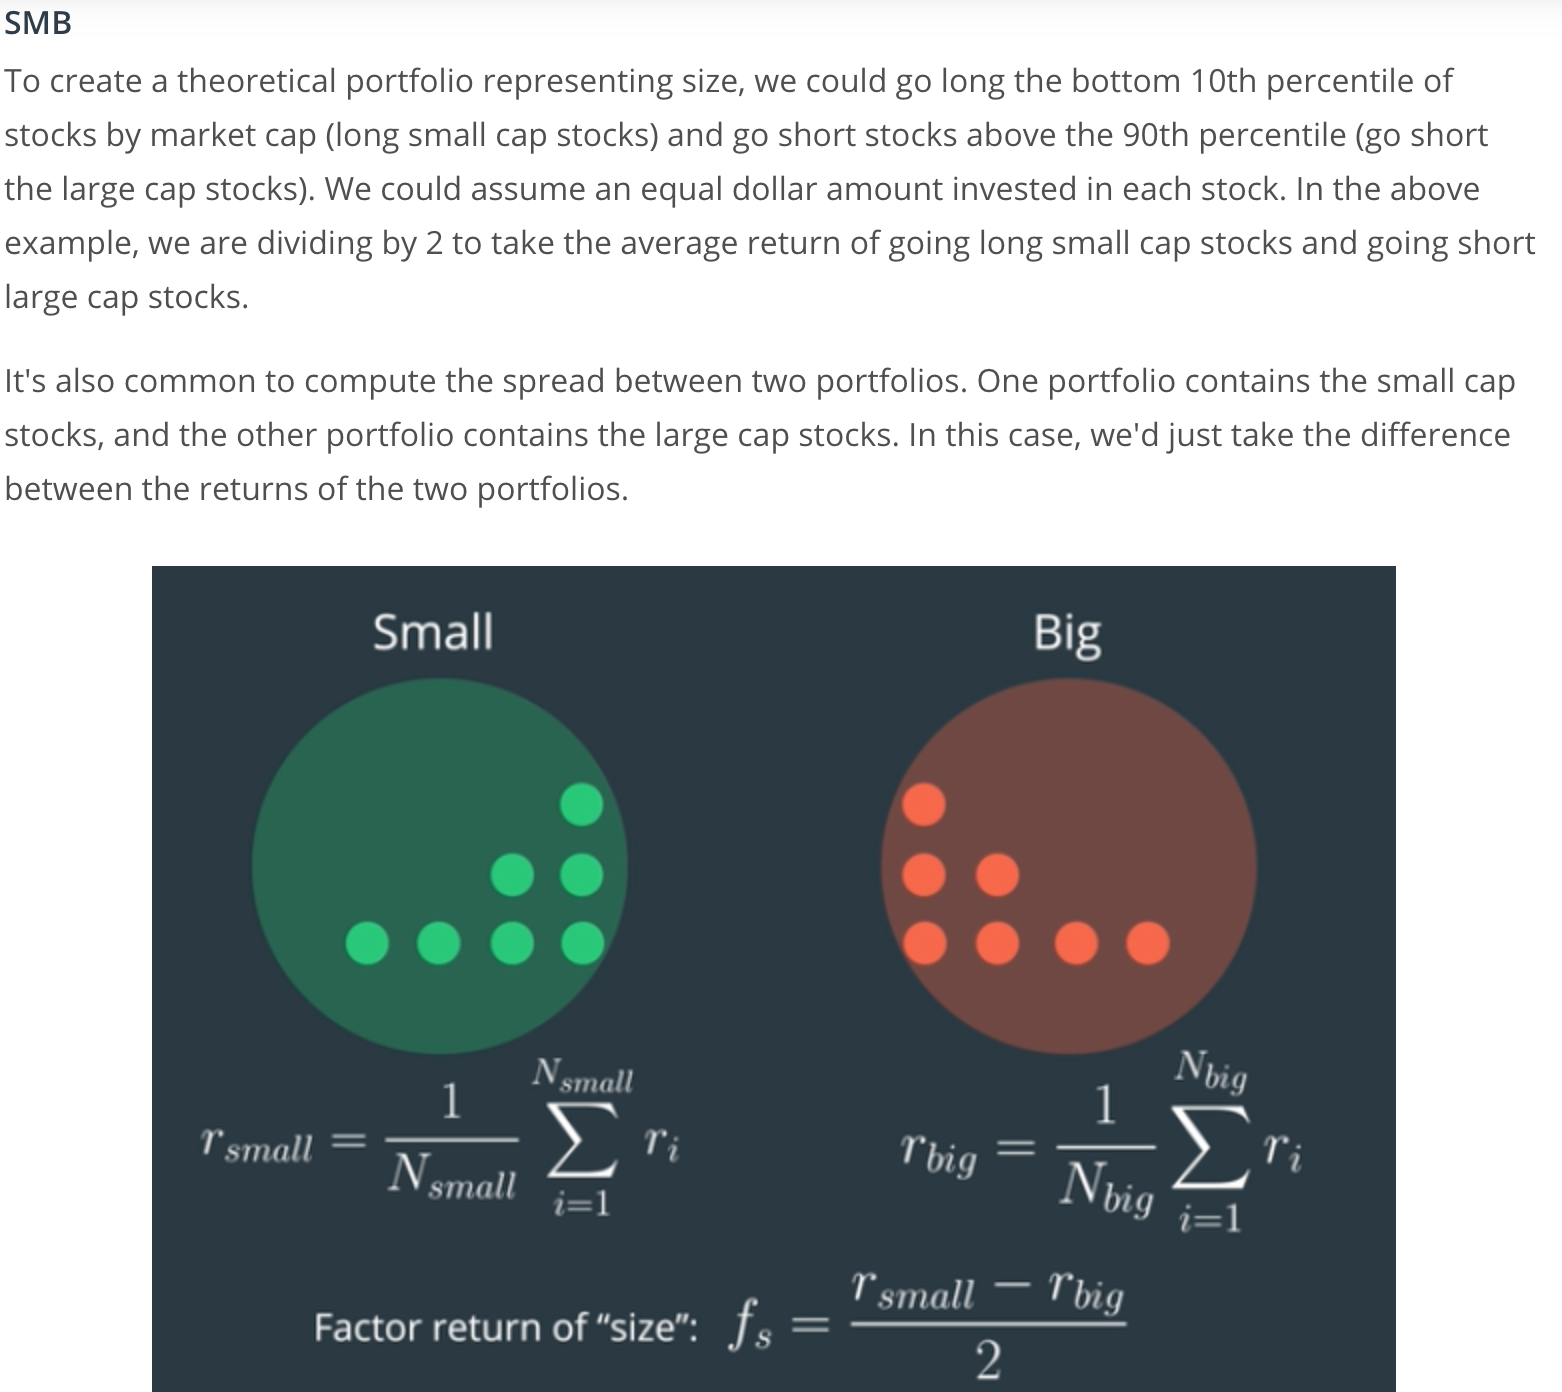 SMB
To create a theoretical portfolio representing size, we could go long the bottom 10th percentile of
stocks by market cap (long small cap stocks) and go short stocks above the 90th percentile (go short
the large cap stocks). We could assume an equal dollar amount invested in each stock. In the above
example, we are dividing by 2 to take the average return of going long small cap stocks and going short
large cap stocks.
It's also common to compute the spread between two portfolios. One portfolio contains the small cap
stocks, and the other portfolio contains the large cap stocks. In this case, we'd just take the difference
between the returns of the two portfolios.
Small
Big
r_{small} = \frac{1}{N_{small}} \sum_{i=1}^{N_{small}} r_i
r_{big} = \frac{1}{N_{big}} \sum_{i=1}^{N_{big}} r_i
Factor return of “size”: f_s = \frac{r_{small} - r_{big}}{2}